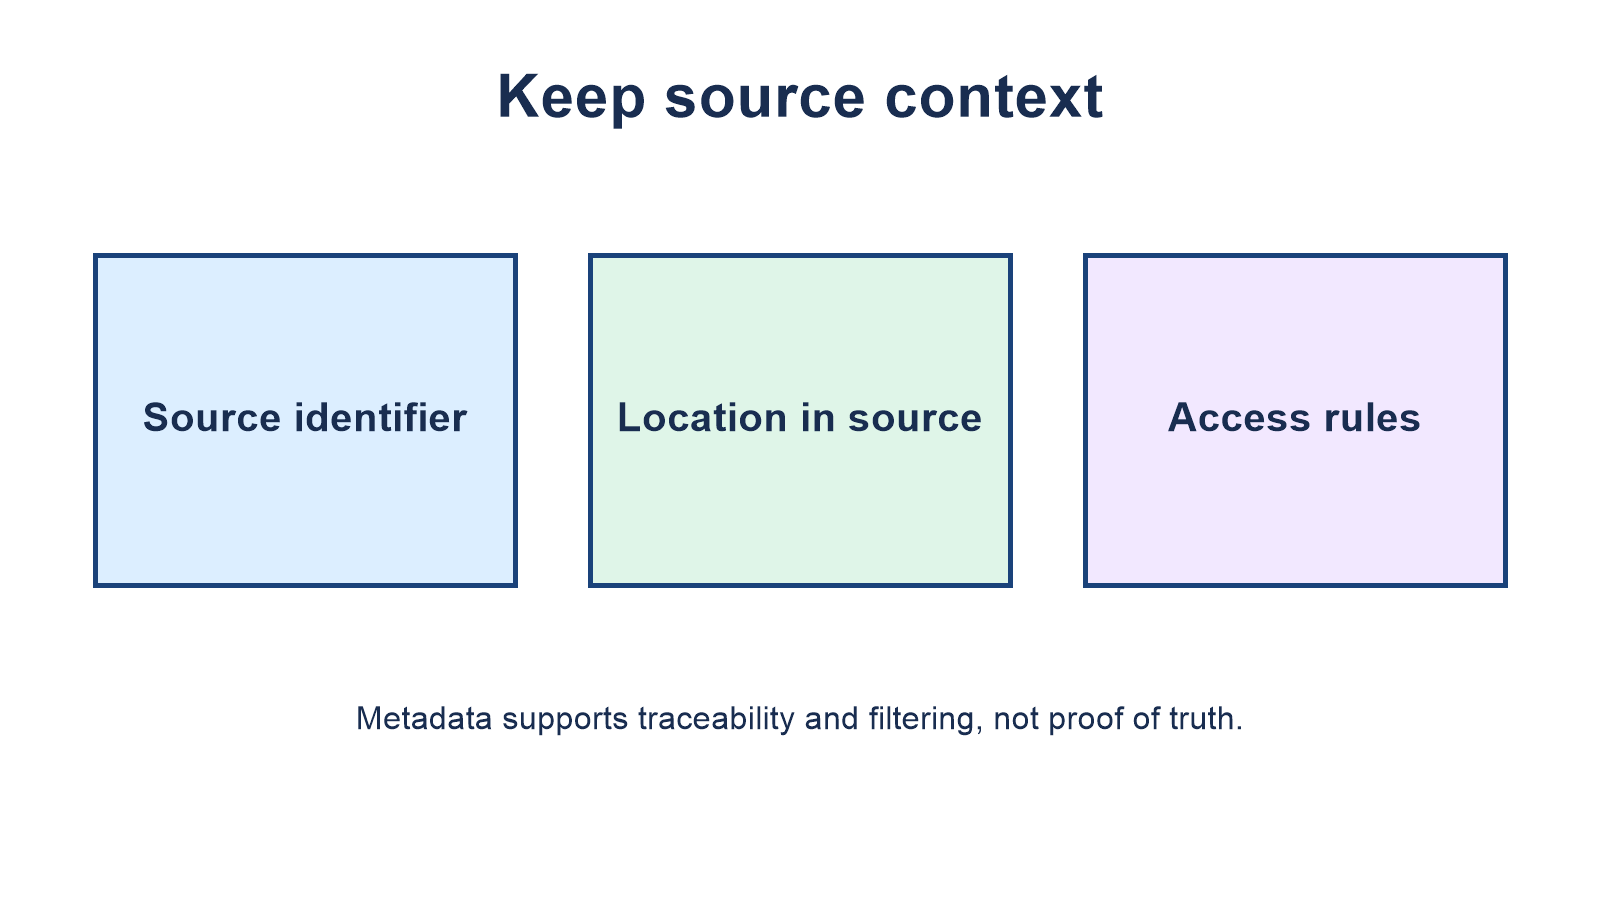 Keep source context
Source identifier
Location in source
Access rules
Metadata supports traceability and filtering, not proof of truth.